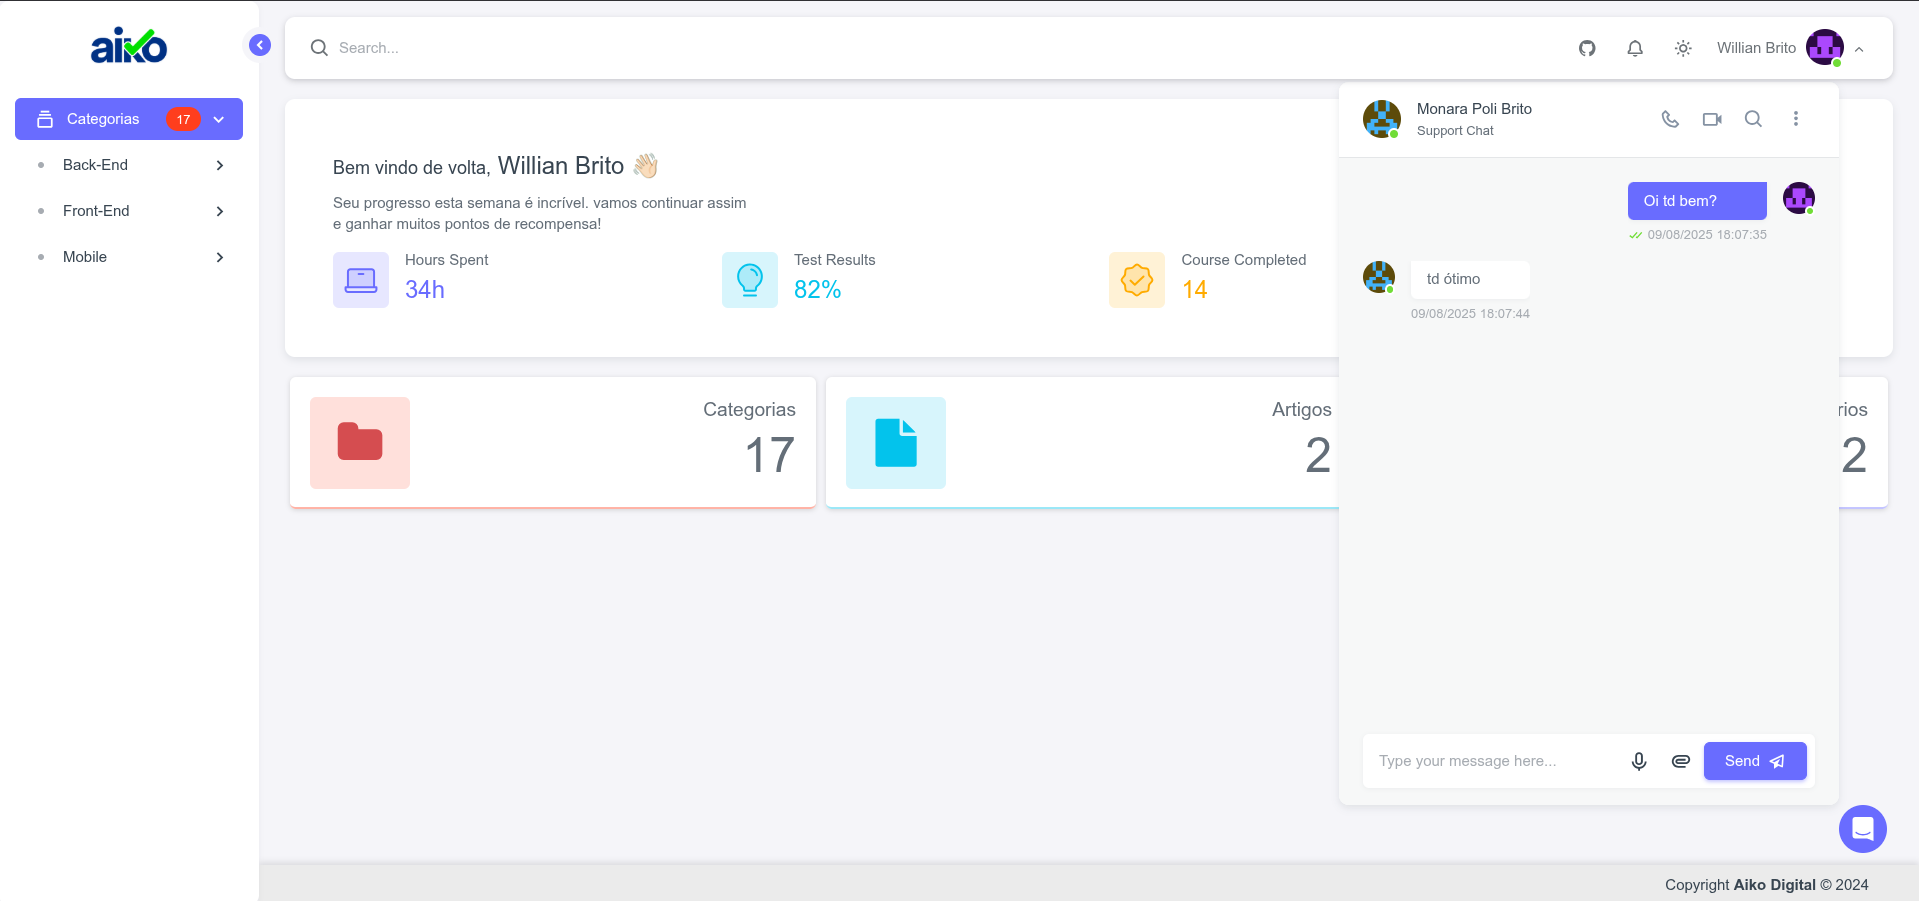 aiko
Categorias 17
Back-End
Front-End
Mobile
Search...
Willian Brito
Bem vindo de volta, Willian Brito 👋🏻
Seu progresso esta semana é incrível. vamos continuar assim
e ganhar muitos pontos de recompensa!
Hours Spent
34h
Test Results
82%
Course Completed
14
Categorias
17
Artigos
2
rios
2
Monara Poli Brito
Support Chat
Oi td bem?
09/08/2025 18:07:35
td ótimo
09/08/2025 18:07:44
Type your message here...
Send
Copyright Aiko Digital © 2024